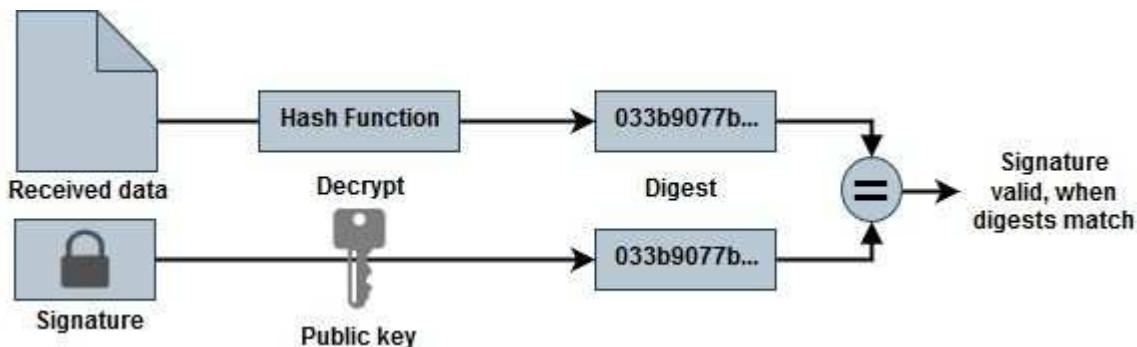 Hash Function
033b9077b...
Received data
Decrypt
Digest
=
Signature
valid, when
digests match
033b9077b...
Signature
Public key